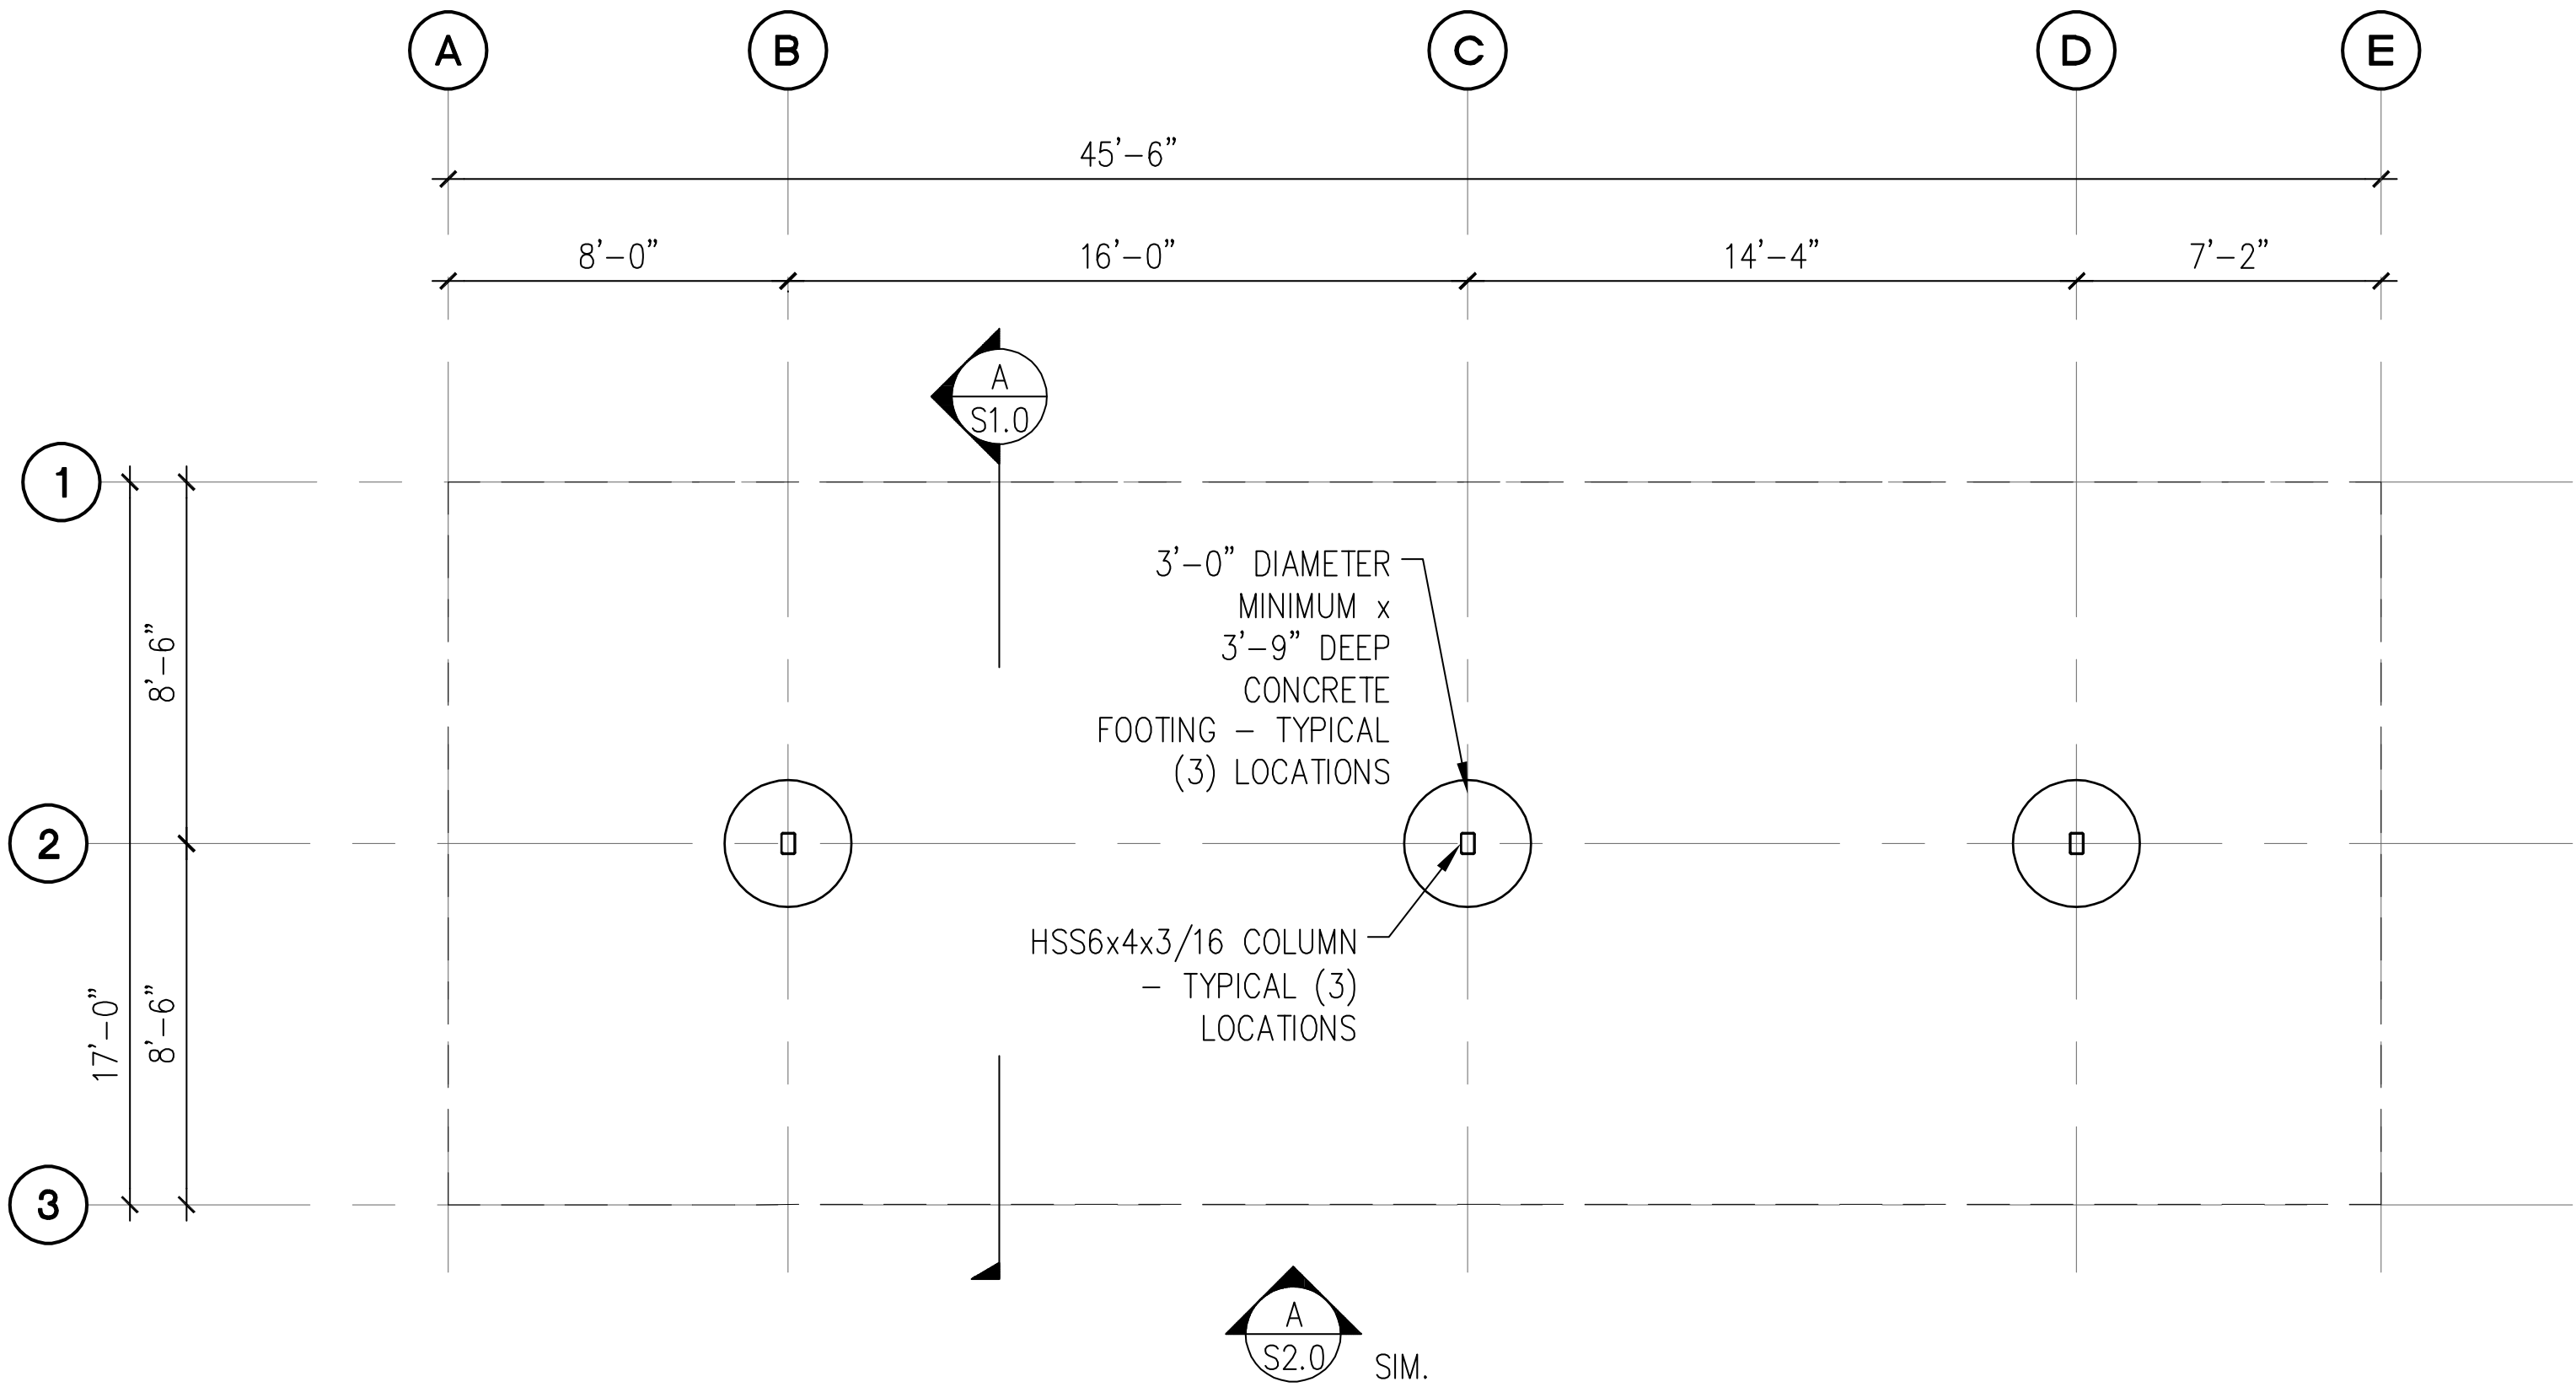 A B C D E
45'-6"
8'-0" 16'-0" 14'-4" 7'-2"
A
S1.0
1
3'-0" DIAMETER
MINIMUM x
3'-9" DEEP
CONCRETE
FOOTING - TYPICAL
(3) LOCATIONS
8'-6"
2
HSS6x4x3/16 COLUMN
- TYPICAL (3)
LOCATIONS
17'-0"
8'-6"
3
A
S2.0
SIM.